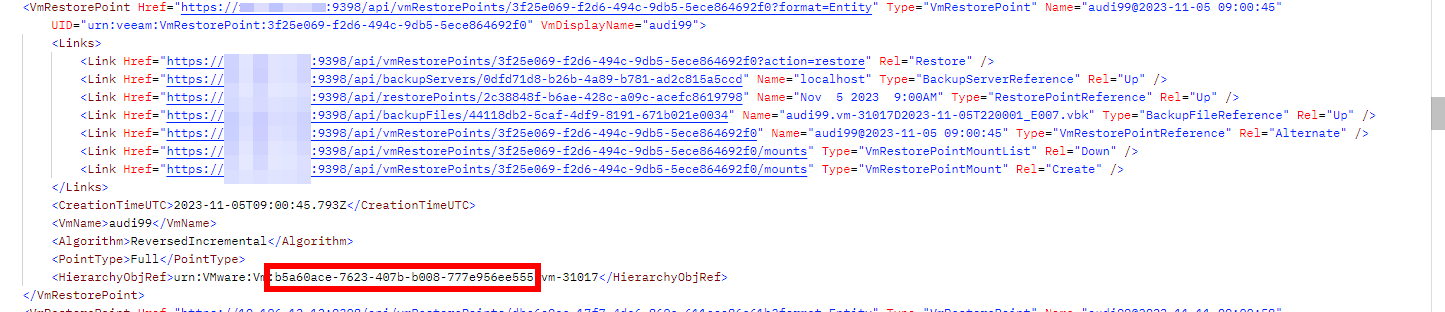 <VmRestorePoint Href="https:// :9398/api/vmRestorePoints/3f25e069-f2d6-494c-9db5-5ece864692f0?format=Entity" Type="VmRestorePoint" Name="audi99@2023-11-05 09:00:45"
UID="urn:veeam:VmRestorePoint:3f25e069-f2d6-494c-9db5-5ece864692f0" VmDisplayName="audi99">
<Links>
<Link Href="https:// :9398/api/vmRestorePoints/3f25e069-f2d6-494c-9db5-5ece864692f0?action=restore" Rel="Restore" />
<Link Href="https:// :9398/api/backupServers/0dfd71d8-b26b-4a89-b781-ad2c815a5ccd" Name="localhost" Type="BackupServerReference" Rel="Up" />
<Link Href="https:// :9398/api/restorePoints/2c38848f-b6ae-428c-a09c-acefc8619798" Name="Nov  5 2023  9:00AM" Type="RestorePointReference" Rel="Up" />
<Link Href="https:// :9398/api/backupFiles/44118db2-5caf-4df9-8191-671b021e0034" Name="audi99.vm-31017D2023-11-05T220001_E007.vbk" Type="BackupFileReference" Rel="Up" />
<Link Href="https:// :9398/api/vmRestorePoints/3f25e069-f2d6-494c-9db5-5ece864692f0" Name="audi99@2023-11-05 09:00:45" Type="VmRestorePointReference" Rel="Alternate" />
<Link Href="https:// :9398/api/vmRestorePoints/3f25e069-f2d6-494c-9db5-5ece864692f0/mounts" Type="VmRestorePointMountList" Rel="Down" />
<Link Href="https:// :9398/api/vmRestorePoints/3f25e069-f2d6-494c-9db5-5ece864692f0/mounts" Type="VmRestorePointMount" Rel="Create" />
</Links>
<CreationTimeUTC>2023-11-05T09:00:45.793Z</CreationTimeUTC>
<VmName>audi99</VmName>
<Algorithm>ReversedIncremental</Algorithm>
<PointType>Full</PointType>
<HierarchyObjRef>urn:VMware:Vm:b5a60ace-7623-407b-b008-777e956ee555.vm-31017</HierarchyObjRef>
</VmRestorePoint>